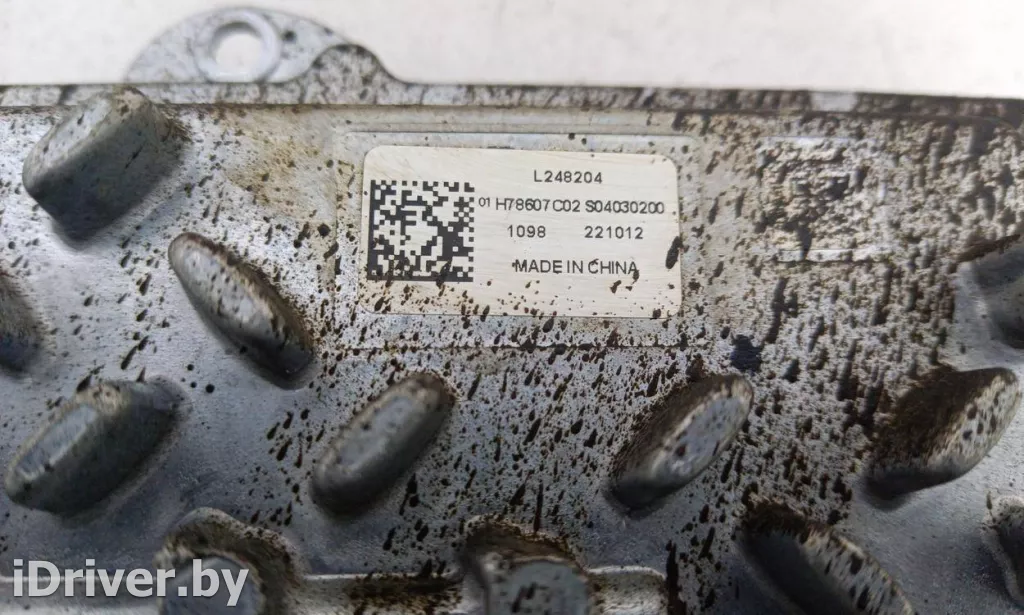 L248204
01 H78607C02 S04030200
1098 221012
MADE IN CHINA
iDriver.by